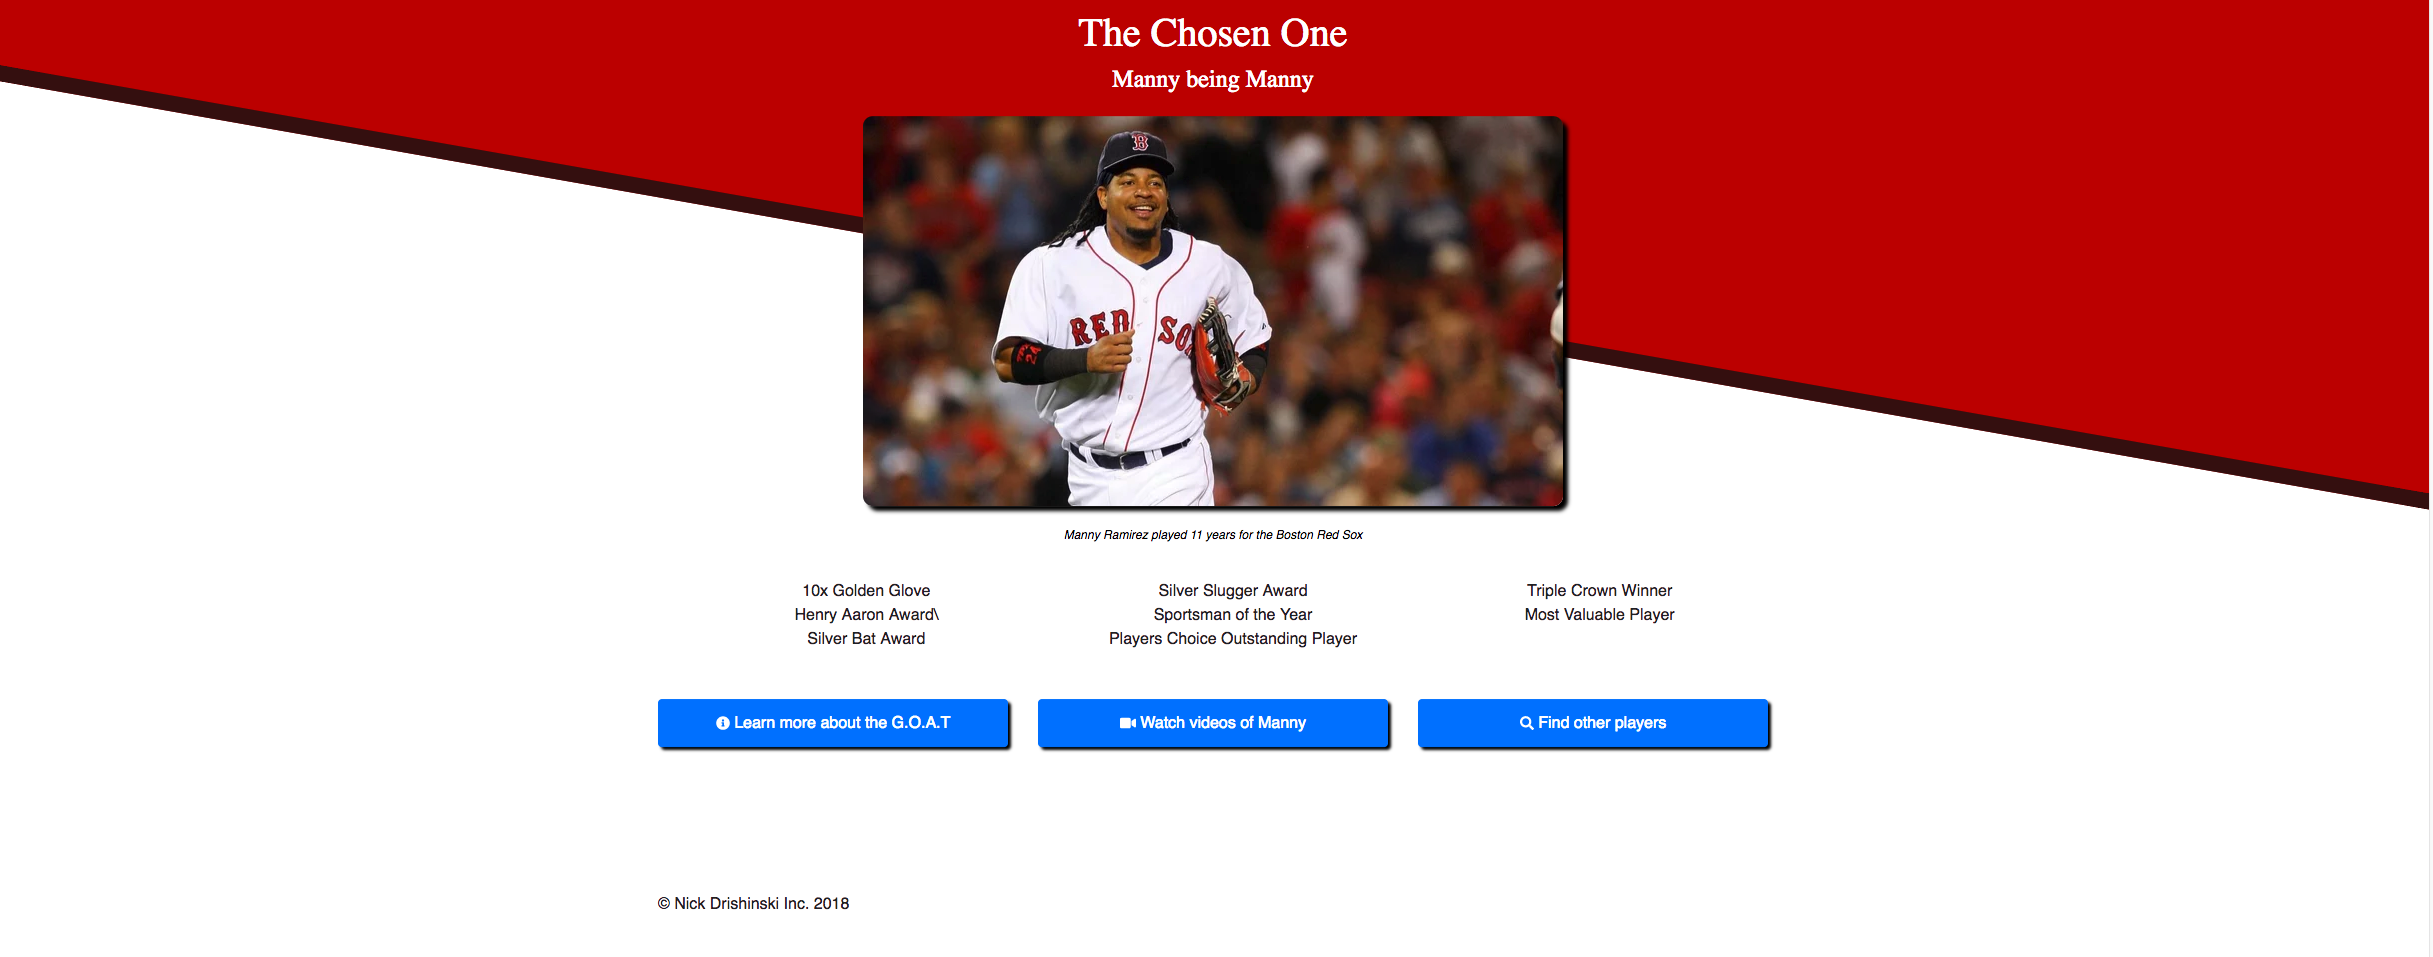 The Chosen One
Manny being Manny
B
RED SO
24
Manny Ramirez played 11 years for the Boston Red Sox
10x Golden Glove
Henry Aaron Award\
Silver Bat Award
Silver Slugger Award
Sportsman of the Year
Players Choice Outstanding Player
Triple Crown Winner
Most Valuable Player
Learn more about the G.O.A.T
Watch videos of Manny
Find other players
© Nick Drishinski Inc. 2018